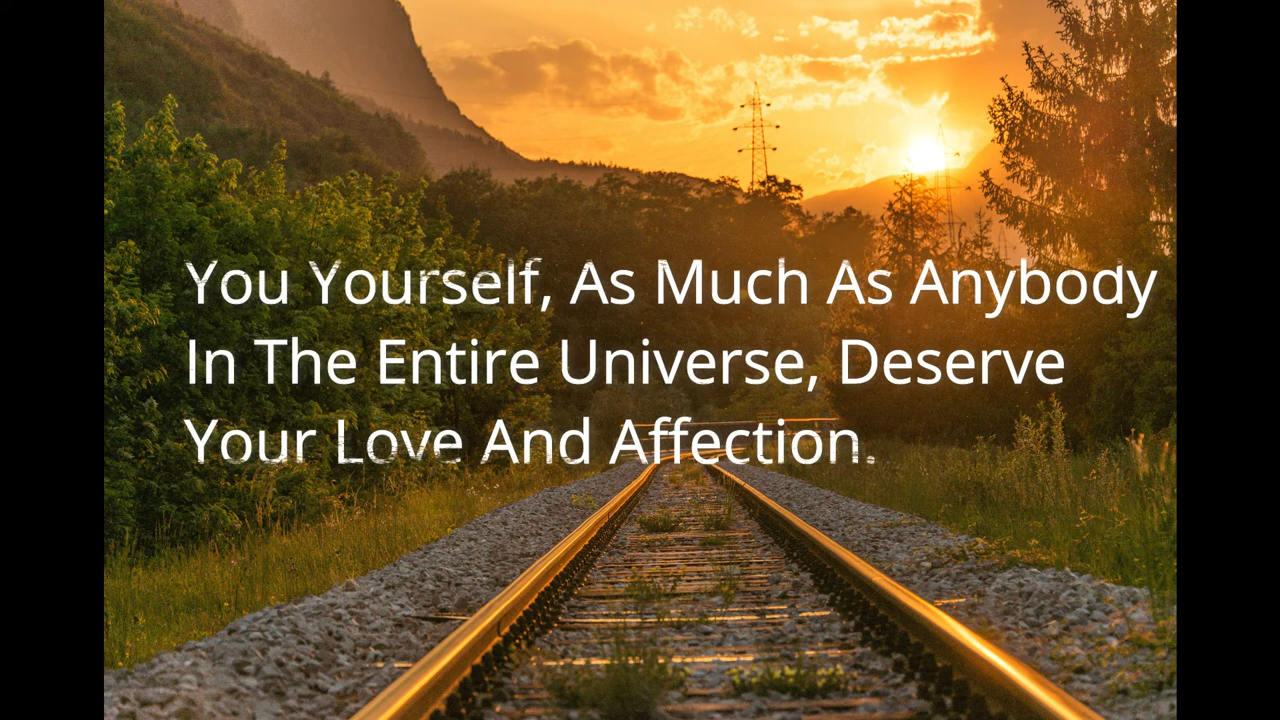 You Yourself, As Much As Anybody
In The Entire Universe, Deserve
Your Love And Affection.